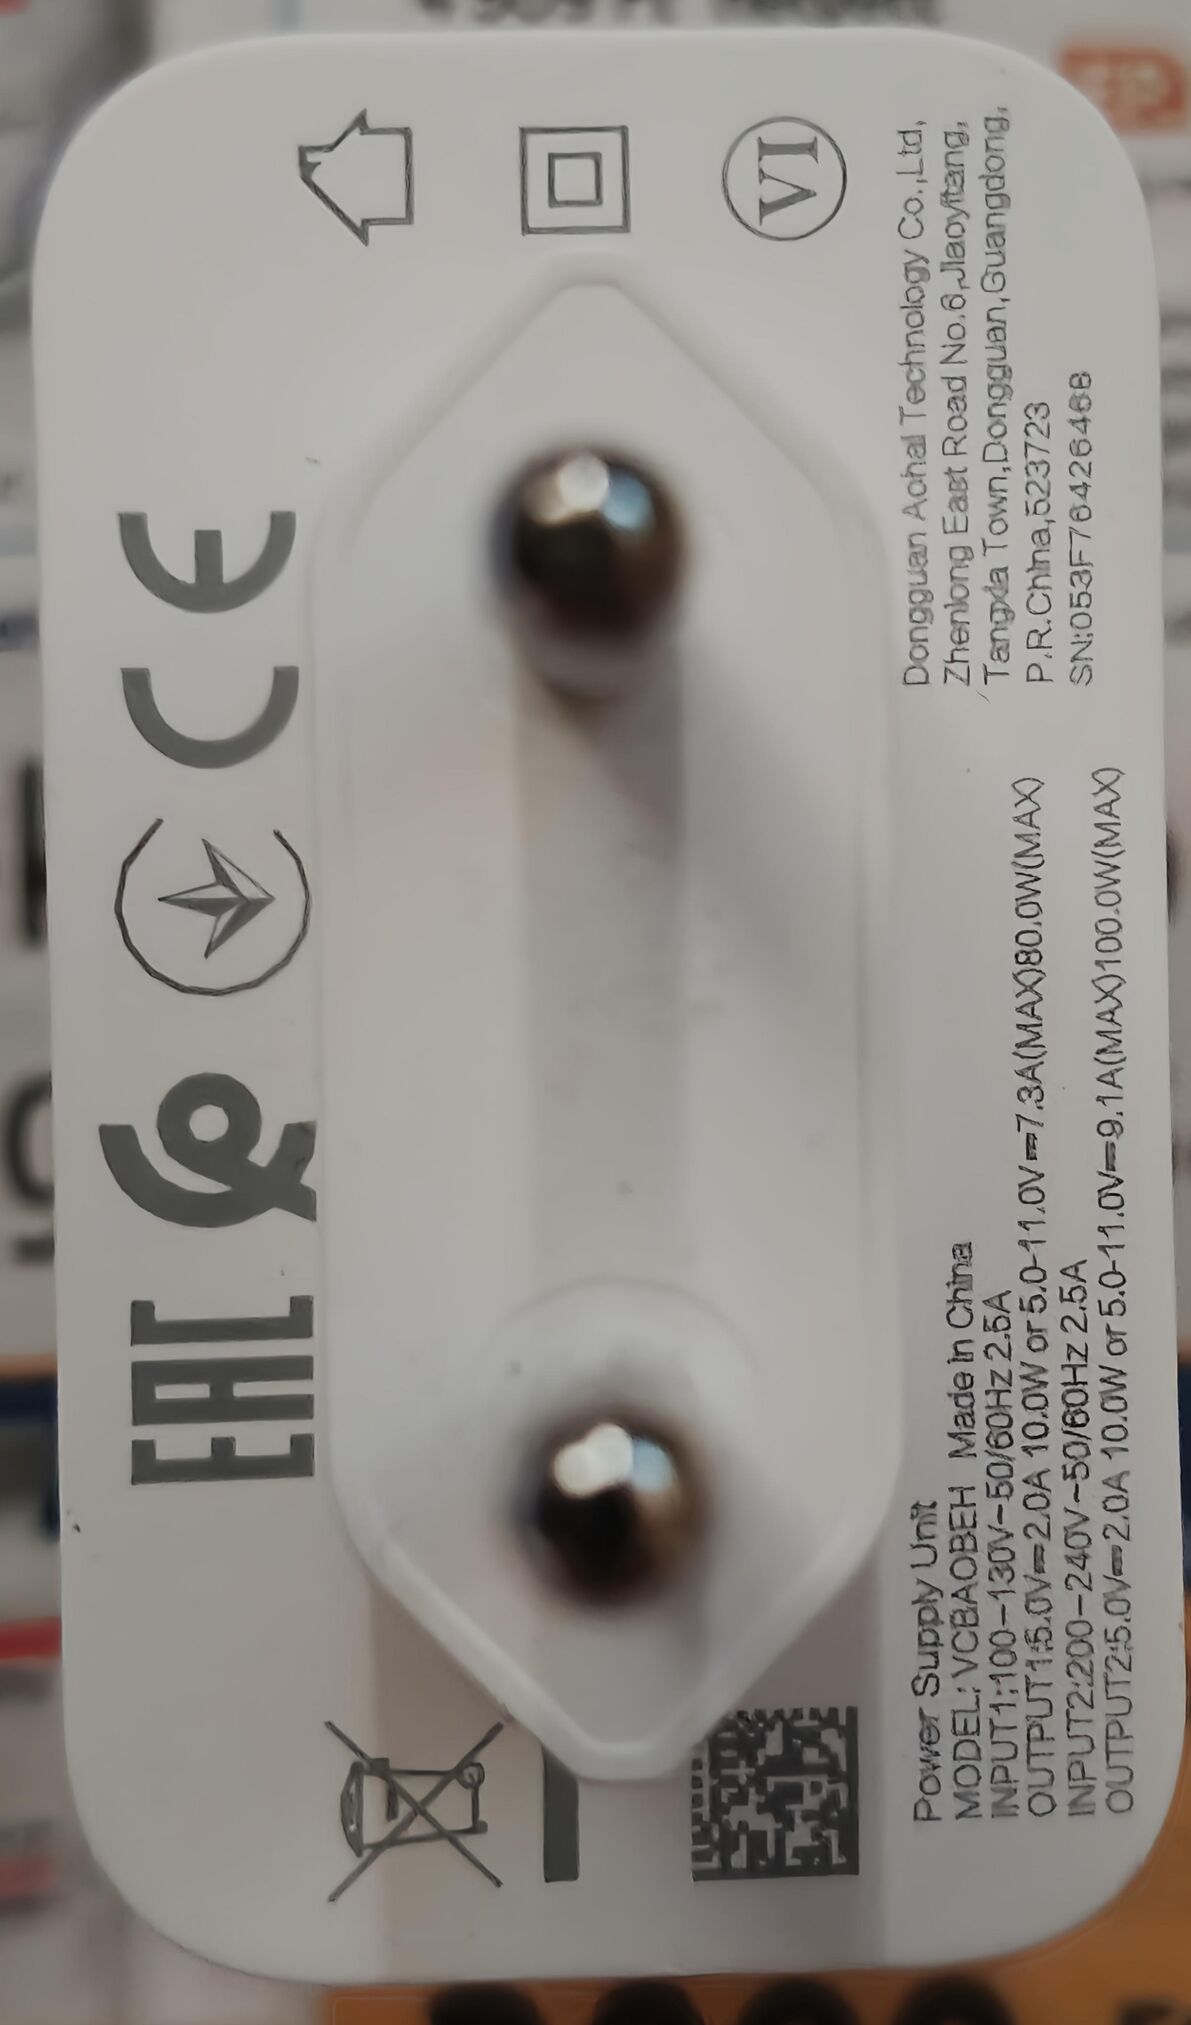 Power Supply Unit
MODEL: VCBAOBEH Made in China
INPUT1:100-130V~50/60Hz 2.5A
OUTPUT1:5.0V⎓2.0A 10.0W or 5.0-11.0V⎓7.3A(MAX)80.0W(MAX)
INPUT2:200-240V~50/60Hz 2.5A
OUTPUT2:5.0V⎓2.0A 10.0W or 5.0-11.0V⎓9.1A(MAX)100.0W(MAX)
Dongguan Aohai Technology Co.,Ltd,
Zhenlong East Road No.6,Jiaoyitang,
Tangxia Town,Dongguan,Guangdong,
P.R.China,523723
EAC
CE
VI